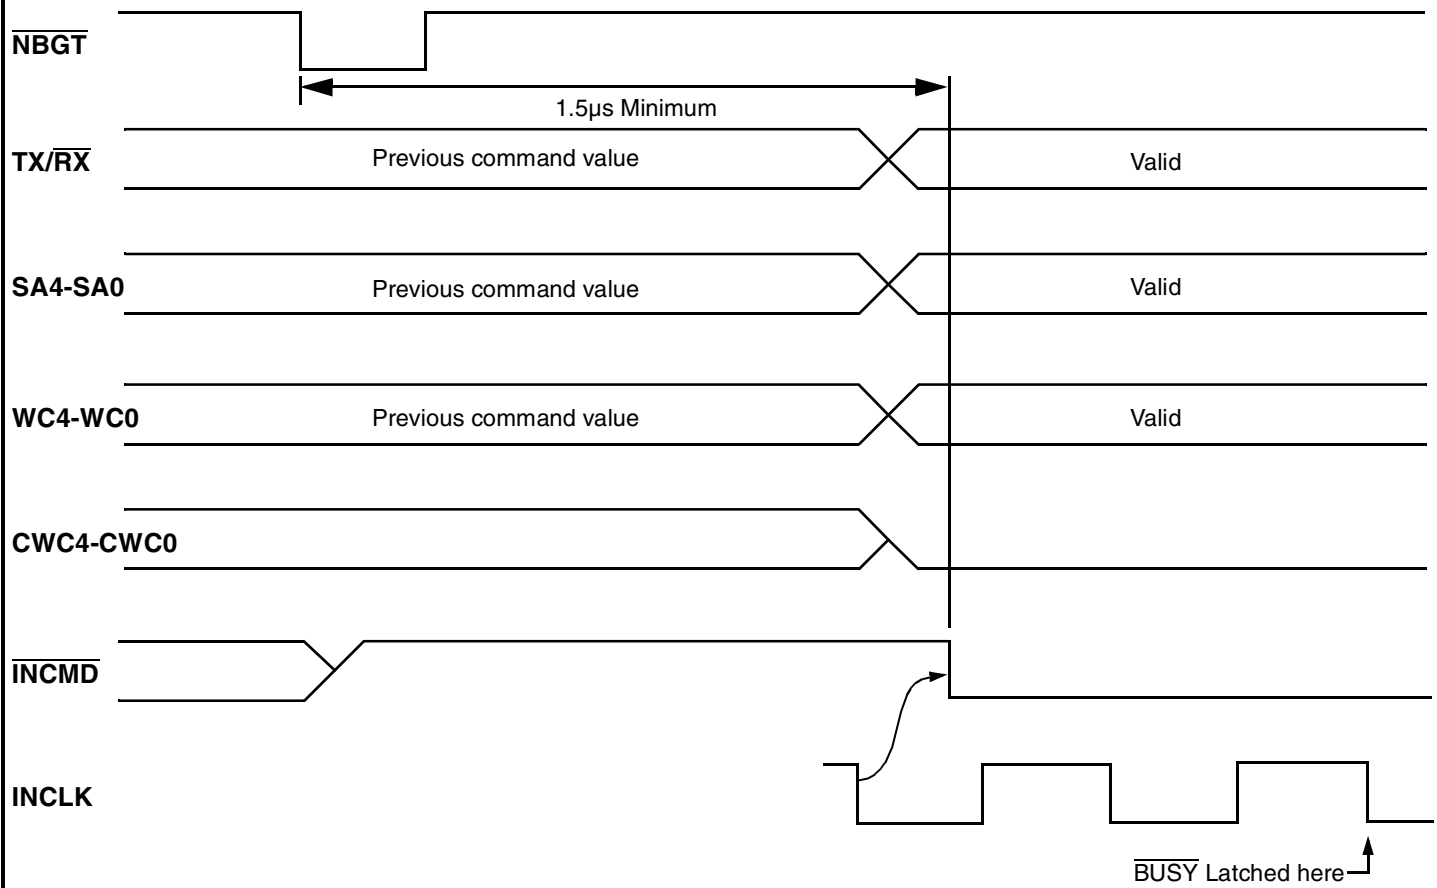 NBGT
1.5µs Minimum
TX/RX
Previous command value
Valid
SA4-SA0
Previous command value
Valid
WC4-WC0
Previous command value
Valid
CWC4-CWC0
INCMD
INCLK
BUSY Latched here